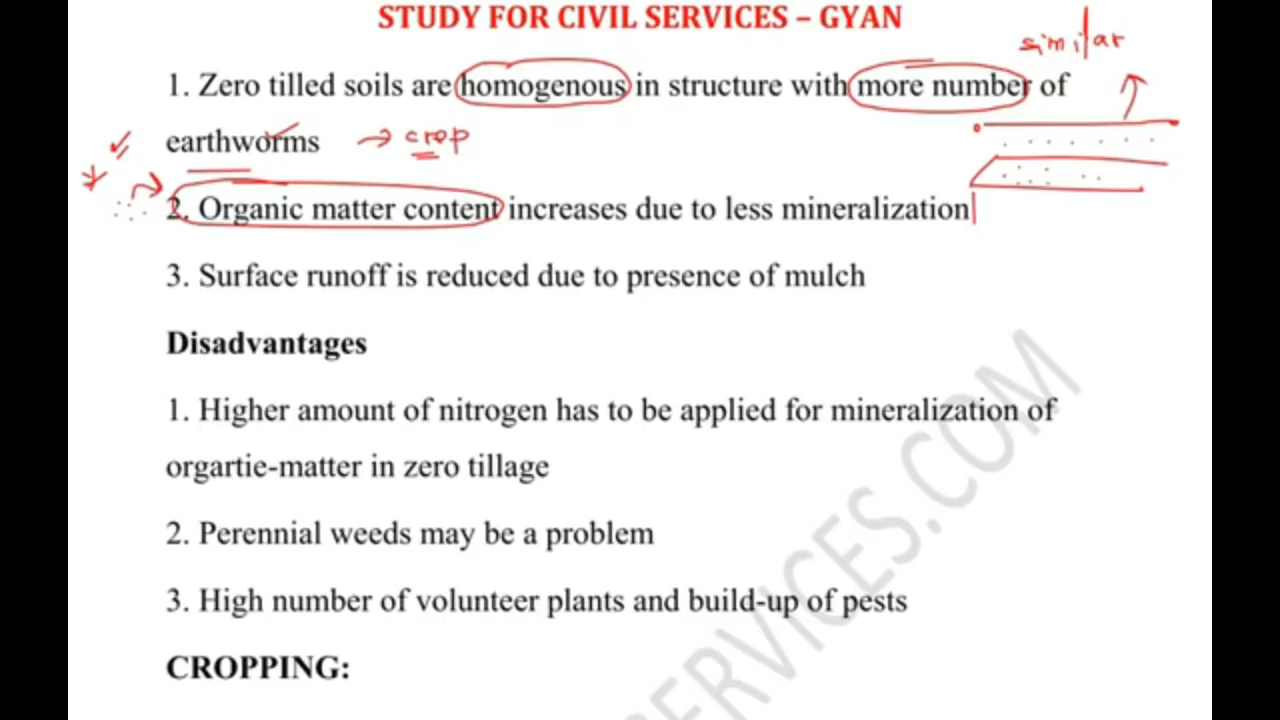 STUDY FOR CIVIL SERVICES – GYAN
similar
1. Zero tilled soils are homogenous in structure with more number of
earthworms → crop
2. Organic matter content increases due to less mineralization
3. Surface runoff is reduced due to presence of mulch
Disadvantages
1. Higher amount of nitrogen has to be applied for mineralization of
orgartie-matter in zero tillage
2. Perennial weeds may be a problem
3. High number of volunteer plants and build-up of pests
CROPPING:
SERVICES.COM